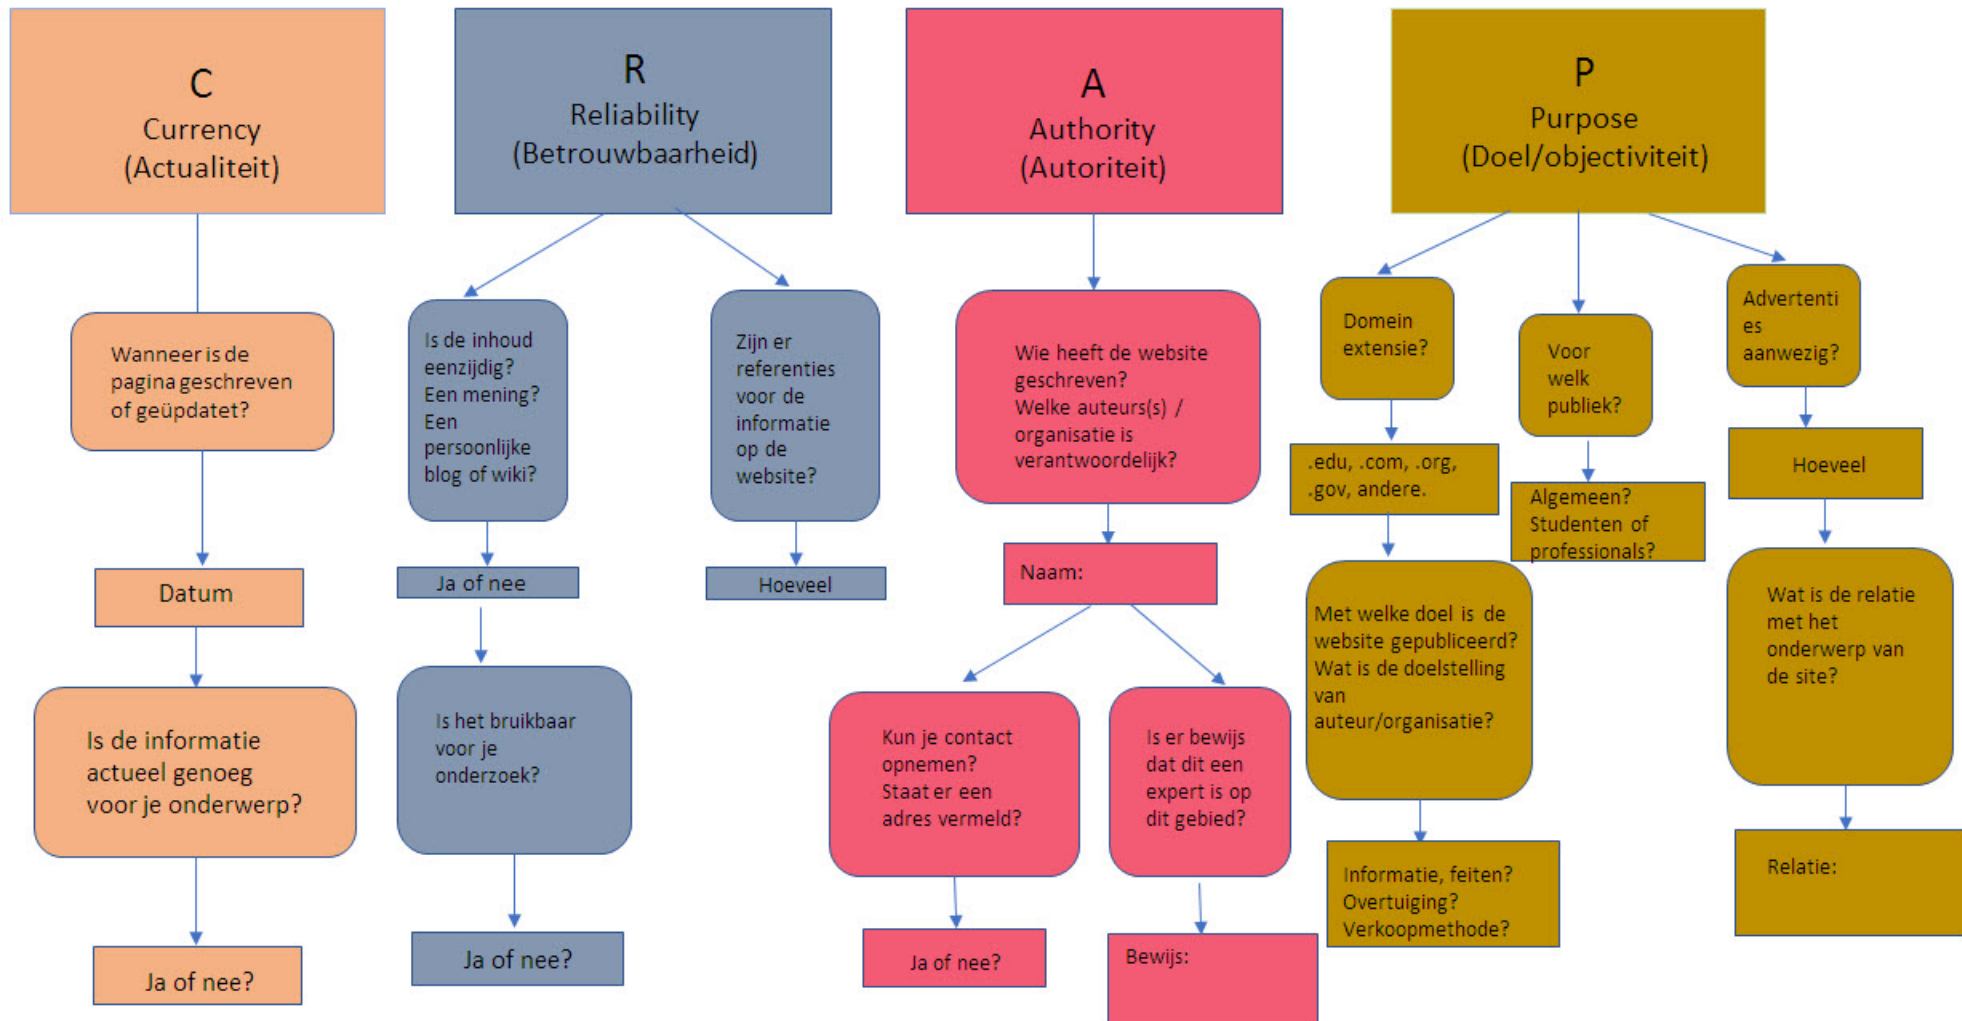 C
Currency
(Actualiteit)
Wanneer is de
pagina geschreven
of geüpdatet?
Datum
Is de informatie
actueel genoeg
voor je onderwerp?
Ja of nee?
R
Reliability
(Betrouwbaarheid)
Is de inhoud
eenzijdig?
Een mening?
Een
persoonlijke
blog of wiki?
Ja of nee
Is het bruikbaar
voor je
onderzoek?
Ja of nee?
Zijn er
referenties
voor de
informatie
op de
website?
Hoeveel
A
Authority
(Autoriteit)
Wie heeft de website
geschreven?
Welke auteurs(s) /
organisatie is
verantwoordelijk?
Naam:
Kun je contact
opnemen?
Staat er een
adres vermeld?
Ja of nee?
Is er bewijs
dat dit een
expert is op
dit gebied?
Bewijs:
P
Purpose
(Doel/objectiviteit)
Domein
extensie?
.edu, .com, .org,
.gov, andere.
Met welke doel is de
website gepubliceerd?
Wat is de doelstelling
van
auteur/organisatie?
Informatie, feiten?
Overtuiging?
Verkoopmethode?
Voor
welk
publiek?
Algemeen?
Studenten of
professionals?
Advertenti
es
aanwezig?
Hoeveel
Wat is de relatie
met het
onderwerp van
de site?
Relatie: